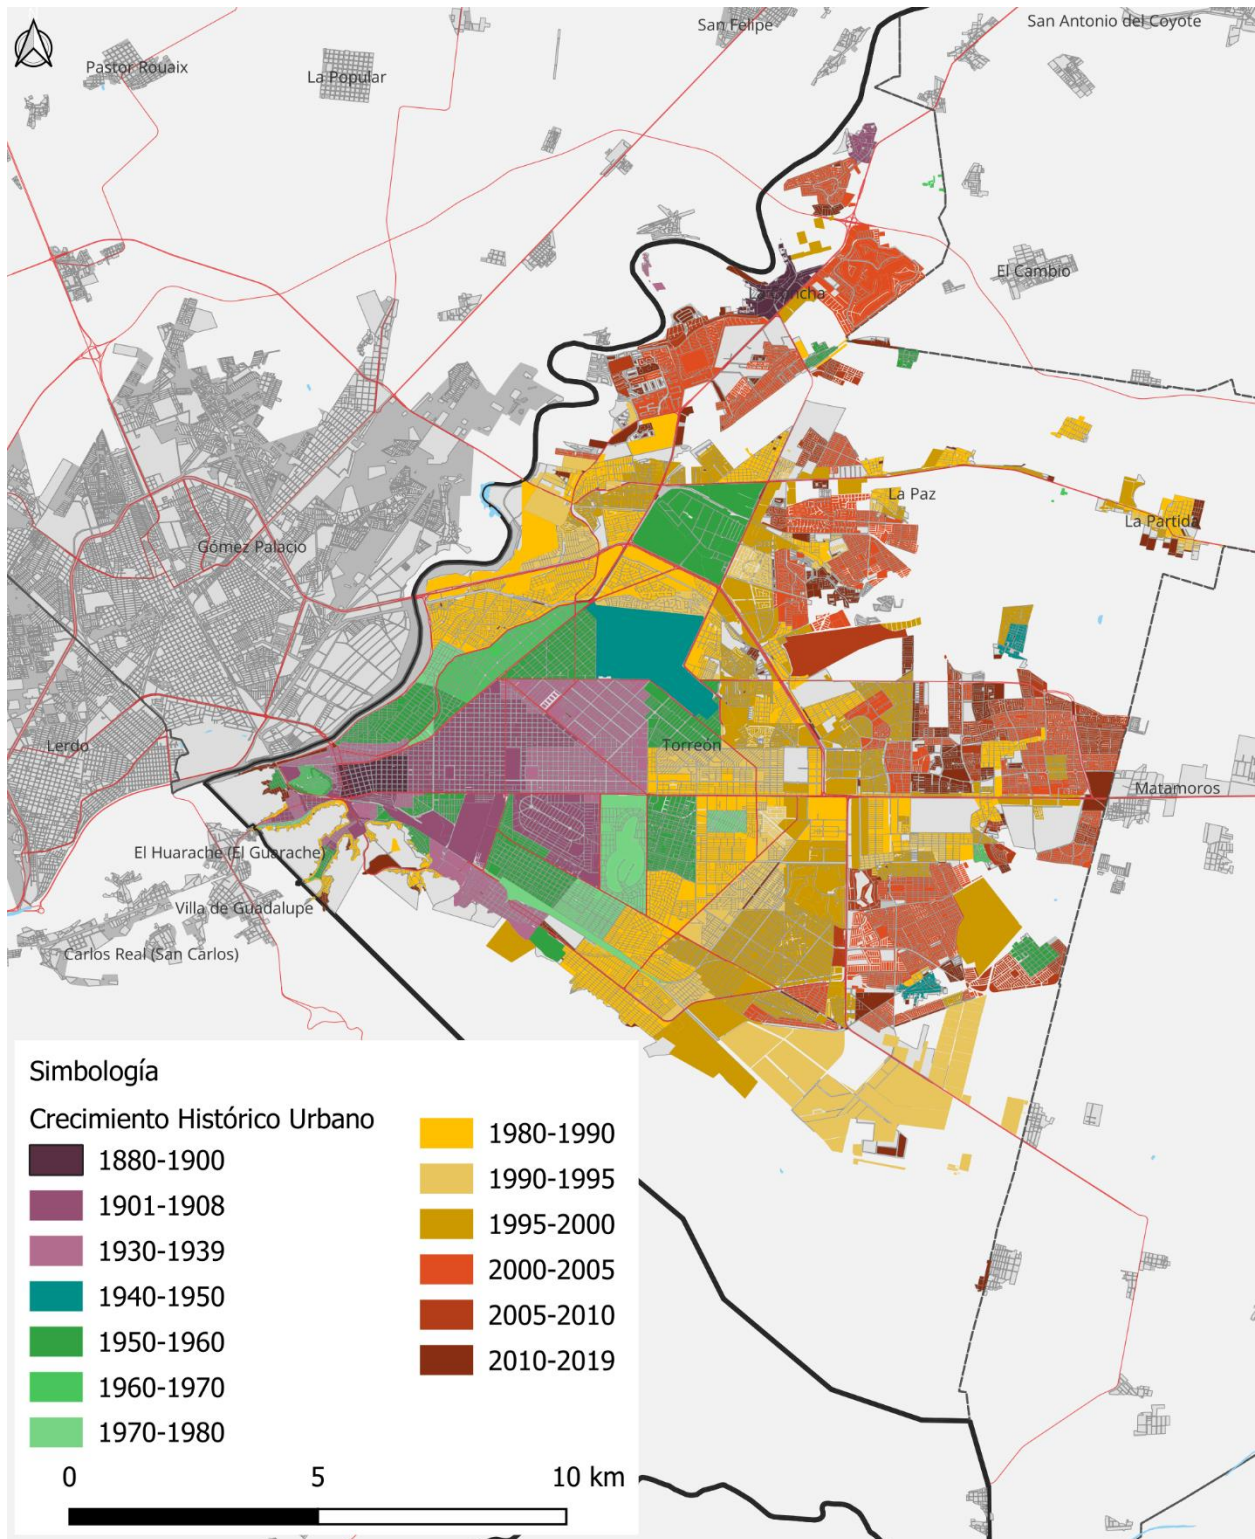 N
San Felipe
San Antonio del Coyote
Pastor Rouaix
La Popular
El Cambio
La Concha
La Paz
La Partida
Gómez Palacio
Lerdo
Torreón
Matamoros
El Huarache (El Guarache)
Villa de Guadalupe
Carlos Real (San Carlos)
Simbología
Crecimiento Histórico Urbano
1880-1900
1901-1908
1930-1939
1940-1950
1950-1960
1960-1970
1970-1980
1980-1990
1990-1995
1995-2000
2000-2005
2005-2010
2010-2019
0 5 10 km